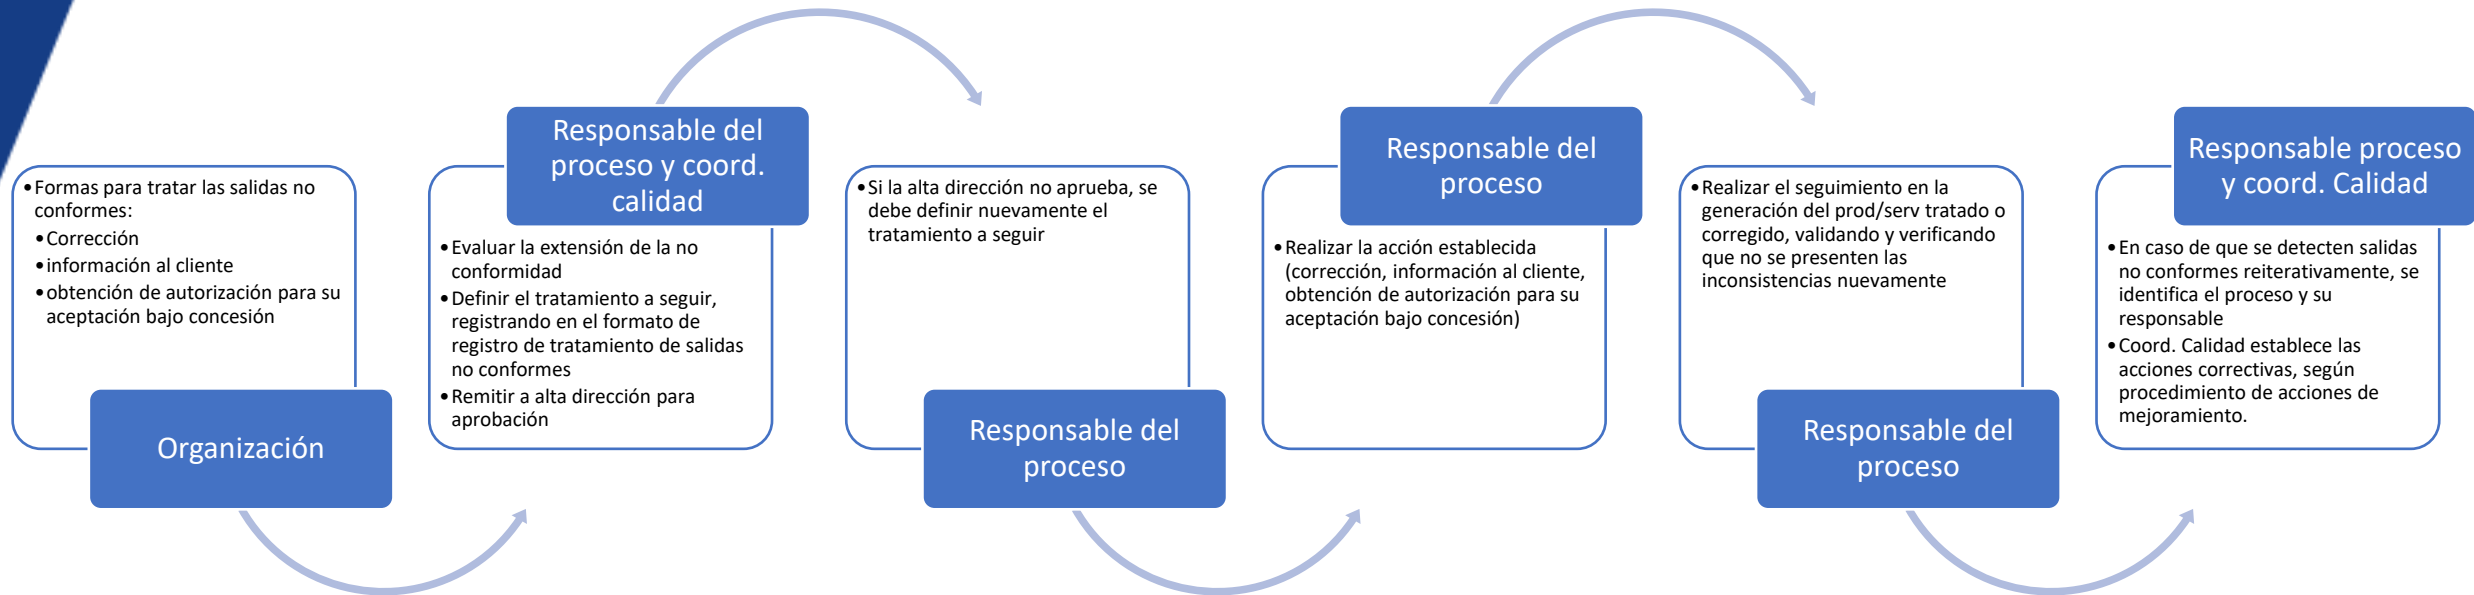 •Formas para tratar las salidas no
conformes:
•Corrección
•información al cliente
•obtención de autorización para su
aceptación bajo concesión
Organización
Responsable del
proceso y coord.
calidad
•Evaluar la extensión de la no
conformidad
•Definir el tratamiento a seguir,
registrando en el formato de
registro de tratamiento de salidas
no conformes
•Remitir a alta dirección para
aprobación
•Si la alta dirección no aprueba, se
debe definir nuevamente el
tratamiento a seguir
Responsable del
proceso
Responsable del
proceso
•Realizar la acción establecida
(corrección, información al cliente,
obtención de autorización para su
aceptación bajo concesión)
•Realizar el seguimiento en la
generación del prod/serv tratado o
corregido, validando y verificando
que no se presenten las
inconsistencias nuevamente
Responsable del
proceso
Responsable proceso
y coord. Calidad
•En caso de que se detecten salidas
no conformes reiterativamente, se
identifica el proceso y su
responsable
•Coord. Calidad establece las
acciones correctivas, según
procedimiento de acciones de
mejoramiento.